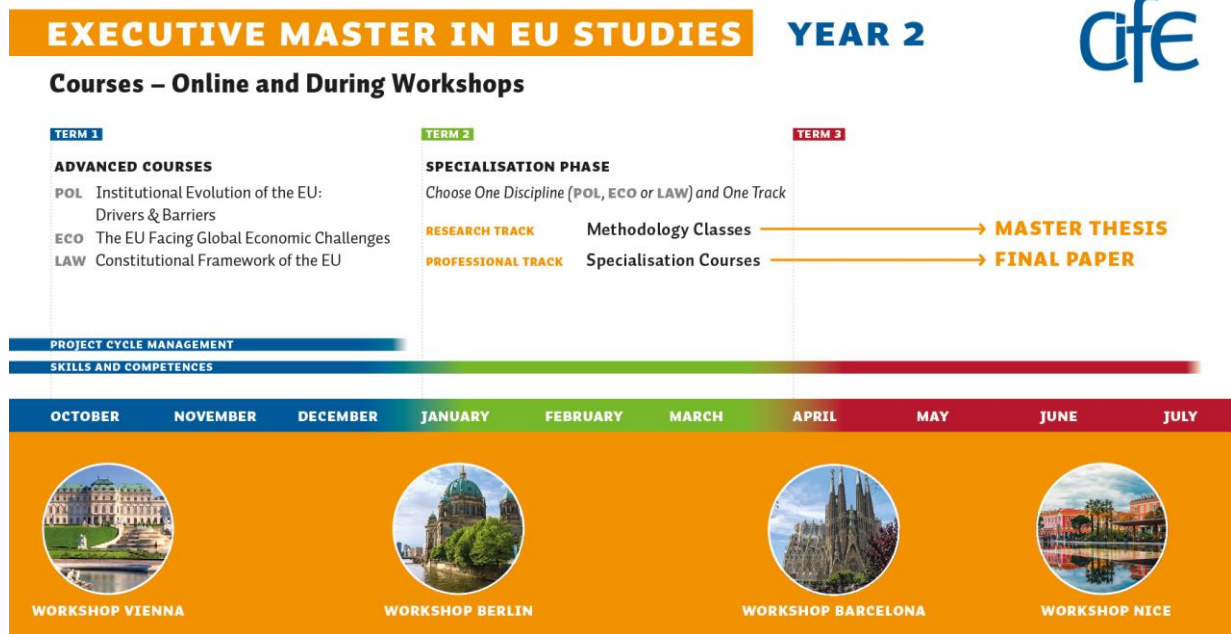 EXECUTIVE MASTER IN EU STUDIES YEAR 2
cifE
Courses – Online and During Workshops
TERM 1
ADVANCED COURSES
POL Institutional Evolution of the EU:
Drivers & Barriers
ECO The EU Facing Global Economic Challenges
LAW Constitutional Framework of the EU
TERM 2
SPECIALISATION PHASE
Choose One Discipline (POL, ECO or LAW) and One Track
RESEARCH TRACK Methodology Classes
PROFESSIONAL TRACK Specialisation Courses
TERM 3
MASTER THESIS
FINAL PAPER
PROJECT CYCLE MANAGEMENT
SKILLS AND COMPETENCES
OCTOBER NOVEMBER DECEMBER JANUARY FEBRUARY MARCH APRIL MAY JUNE JULY
WORKSHOP VIENNA
WORKSHOP BERLIN
WORKSHOP BARCELONA
WORKSHOP NICE